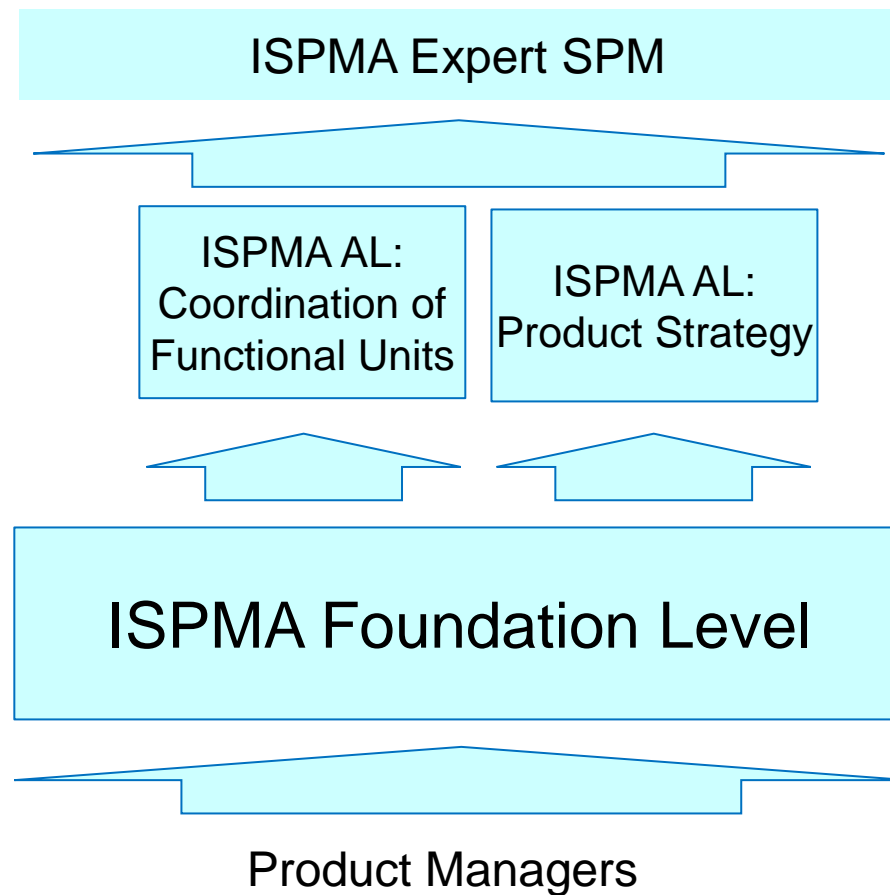 ISPMA Expert SPM
ISPMA AL:
Coordination of
Functional Units
ISPMA AL:
Product Strategy
ISPMA Foundation Level
Product Managers